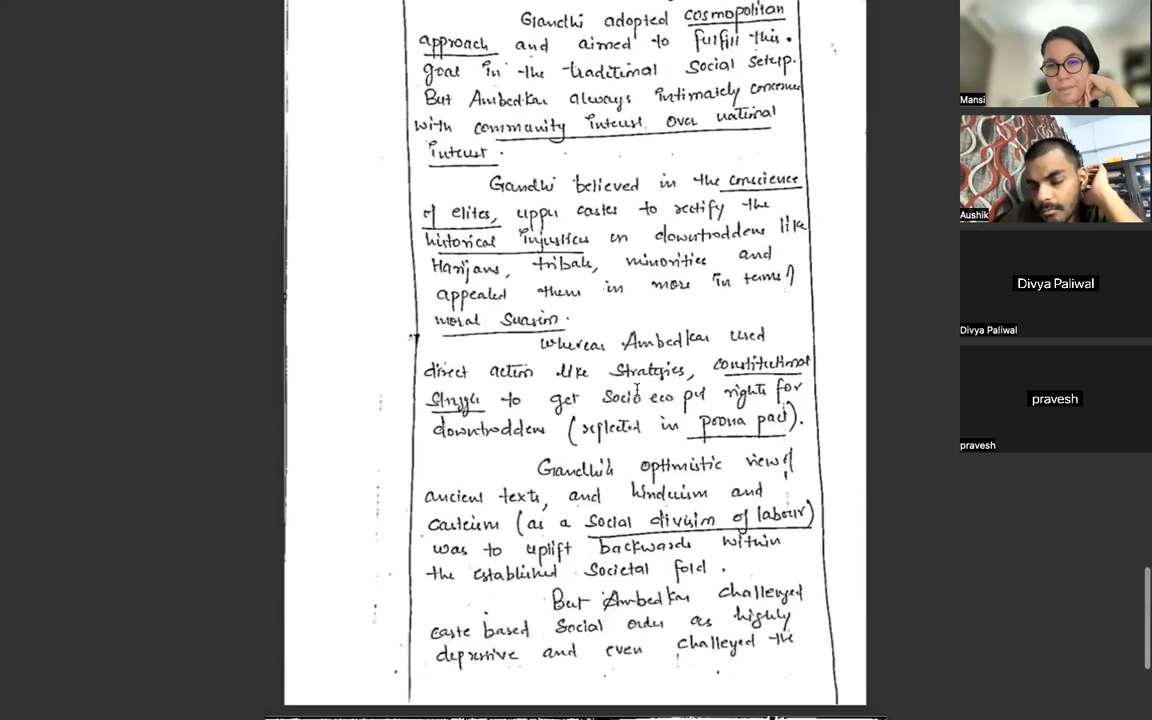 Gandhi adopted cosmopolitan
approach and aimed to fulfill this.
goal in the traditional Social setup.
But Ambedkar always intimately concerned
with community interest over national
interest.
Gandhi believed in the conscience
of elites, upper castes to rectify the
historical injustices on downtroddens like
Harijans, tribals, minorities and
appealed them in more in terms of
moral Suasion.
whereas Ambedkar used
direct action like Strategies, constitutional
struggle to get Socio eco pol rights for
downtroddens (reflected in poona pact).
Gandhi's optimistic view of
ancient texts, and hinduism and
casteism (as a Social division of labour)
was to uplift backwards within
the established Societal fold.
But Ambedkar challenged
caste based Social order as highly
depressive and even challenged the
Mansi
Aushik
Divya Paliwal
Divya Paliwal
pravesh
pravesh